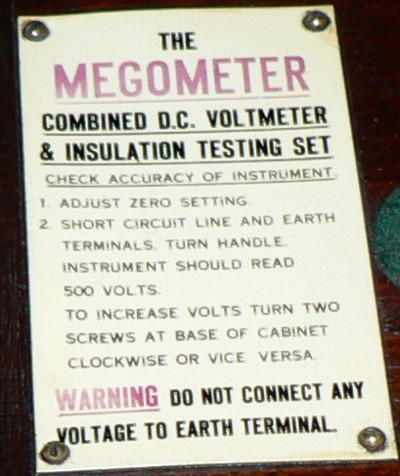 THE
MEGOMETER
COMBINED D.C. VOLTMETER
& INSULATION TESTING SET
CHECK ACCURACY OF INSTRUMENT.
1. ADJUST ZERO SETTING.
2. SHORT CIRCUIT LINE AND EARTH
TERMINALS. TURN HANDLE.
INSTRUMENT SHOULD READ
500 VOLTS.
TO INCREASE VOLTS TURN TWO
SCREWS AT BASE OF CABINET
CLOCKWISE OR VICE VERSA.
WARNING DO NOT CONNECT ANY
VOLTAGE TO EARTH TERMINAL.